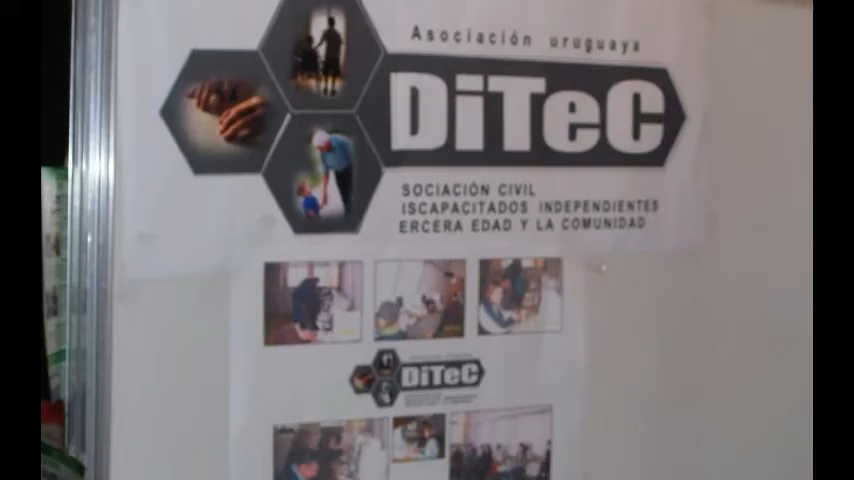 Asociación uruguaya
DiTeC
SOCIACIÓN CIVIL
ISCAPACITADOS INDEPENDIENTES
ERCERA EDAD Y LA COMUNIDAD
DiTeC